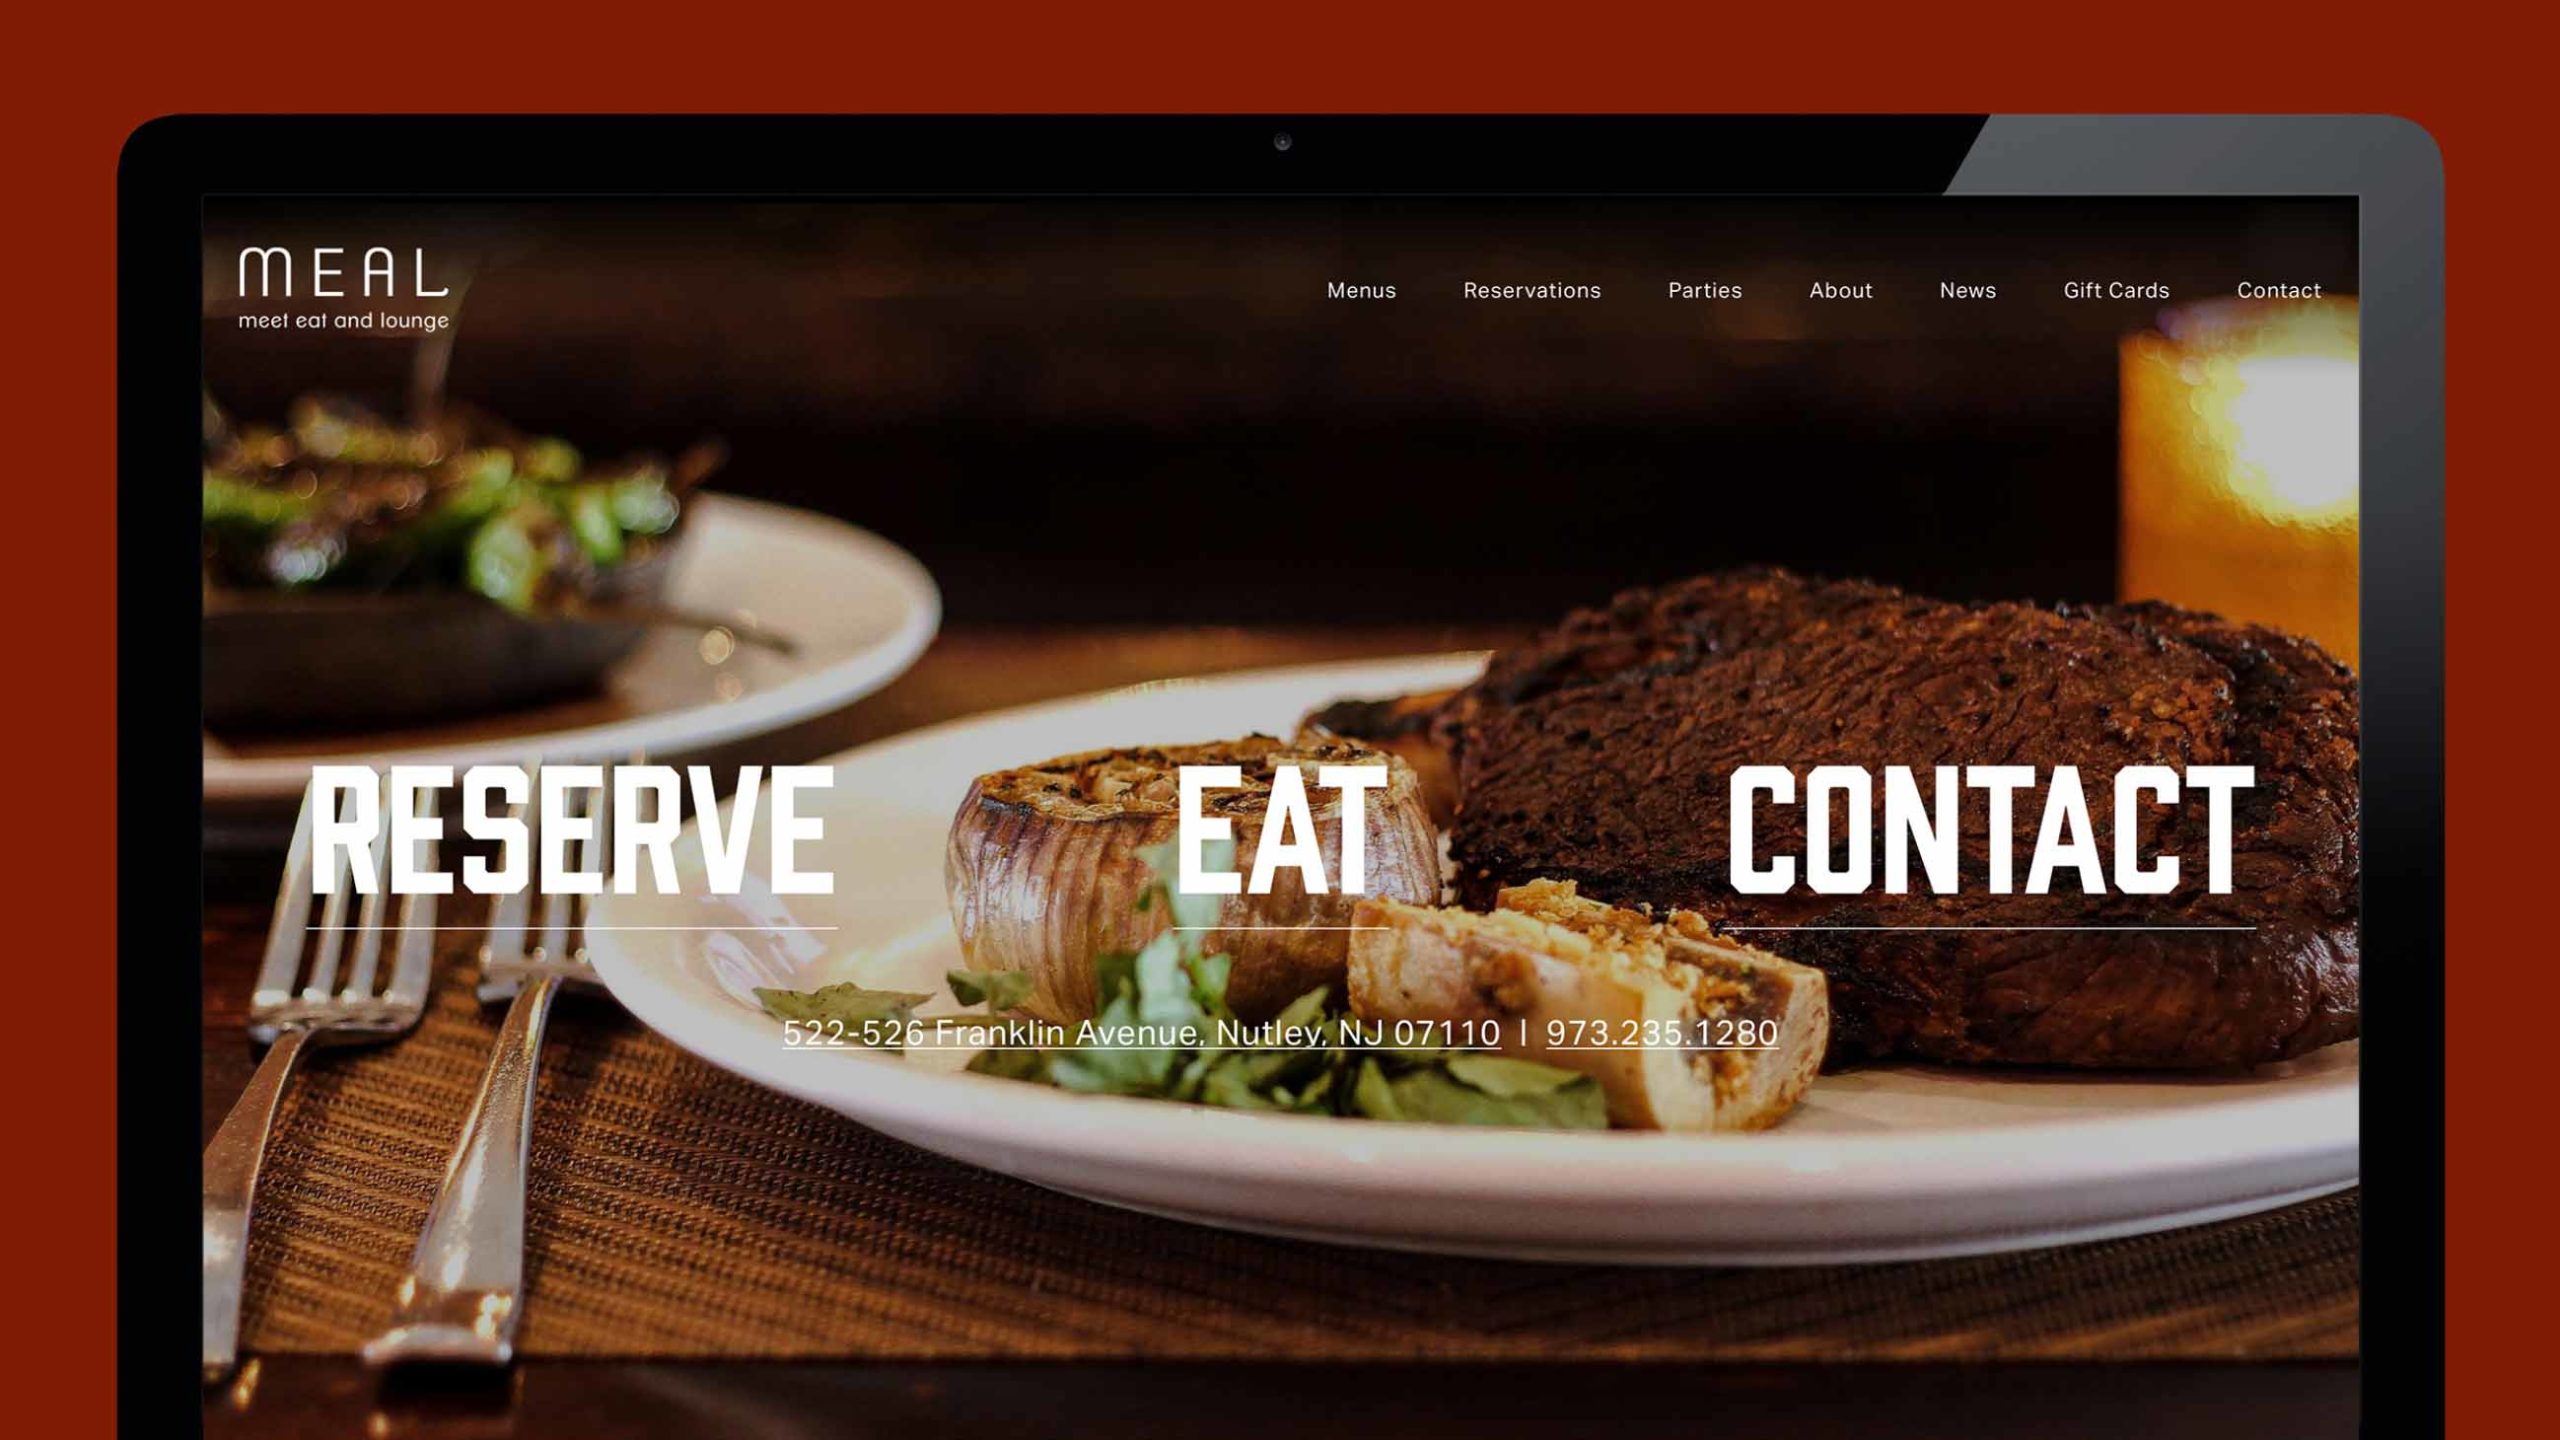 MEAL
meet eat and lounge
Menus Reservations Parties About News Gift Cards Contact
RESERVE EAT CONTACT
522-526 Franklin Avenue, Nutley, NJ 07110 | 973.235.1280